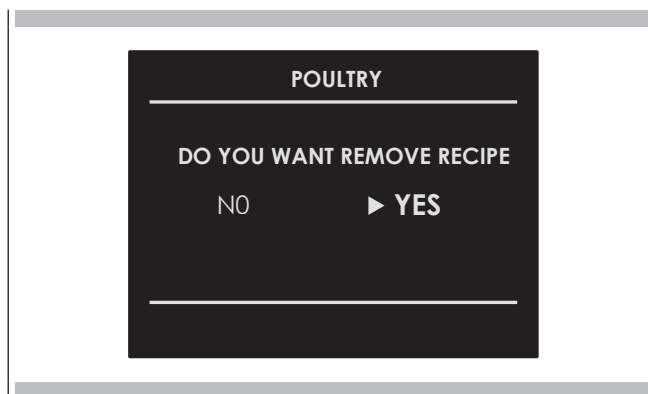 POULTRY
DO YOU WANT REMOVE RECIPE
N0 ▶ YES